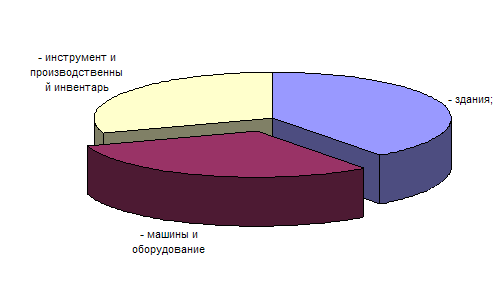 - инструмент и
производственны
й инвентарь
- здания;
- машины и
оборудование